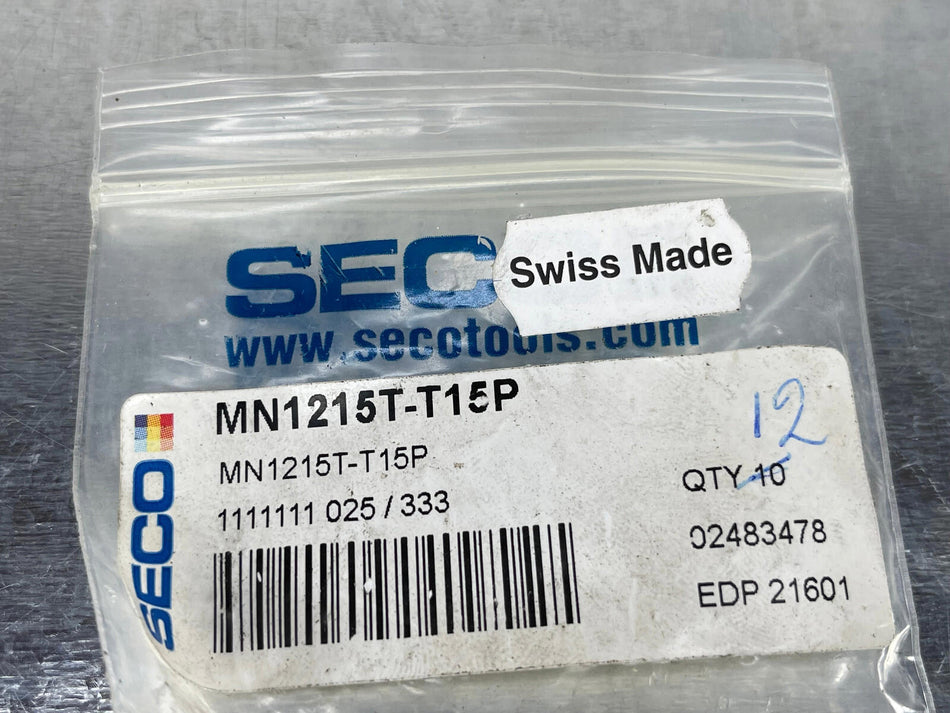 SEC
Swiss Made
www.secotools.com
MN1215T-T15P
12
MN1215T-T15P
QTY 10
1111111 025 / 333
02483478
EDP 21601
SECO